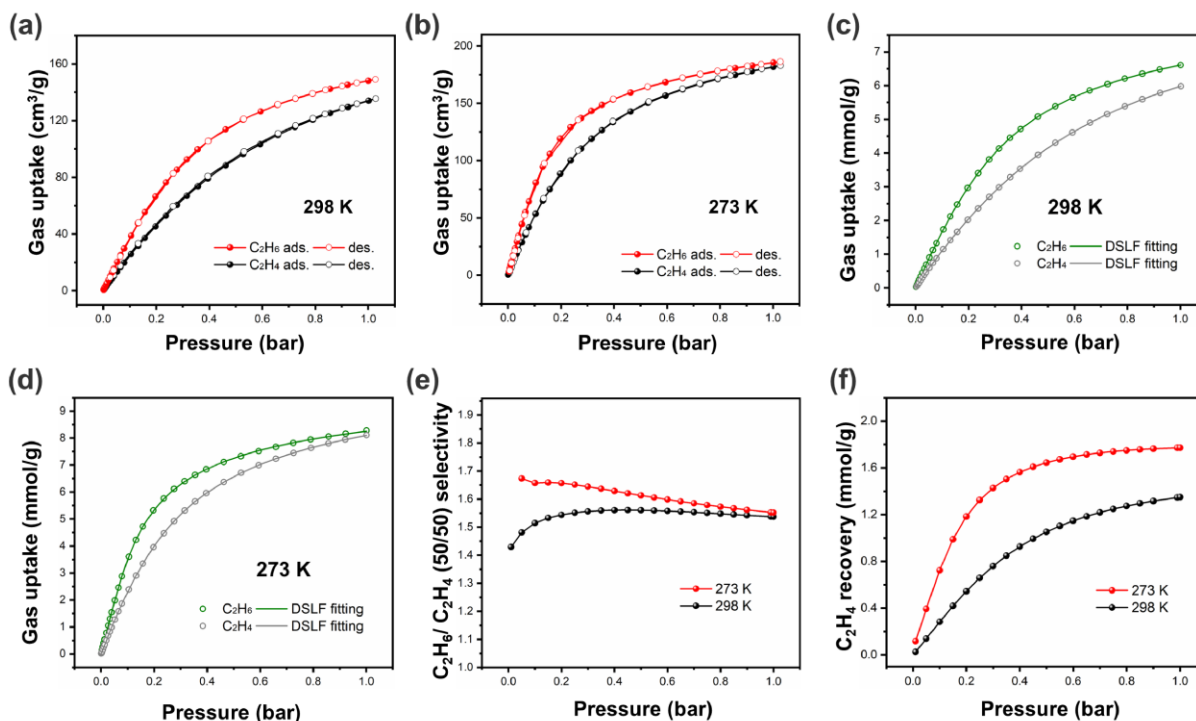 (a)
Gas uptake (cm³/g)
160
120
80
40
0
298 K
C₂H₆ ads. des.
C₂H₄ ads. des.
0.0 0.2 0.4 0.6 0.8 1.0
Pressure (bar)
(b)
Gas uptake (cm³/g)
200
150
100
50
0
273 K
C₂H₆ ads. des.
C₂H₄ ads. des.
0.0 0.2 0.4 0.6 0.8 1.0
Pressure (bar)
(c)
Gas uptake (mmol/g)
7
6
5
4
3
2
1
0
298 K
C₂H₆ DSLF fitting
C₂H₄ DSLF fitting
0.0 0.2 0.4 0.6 0.8 1.0
Pressure (bar)
(d)
Gas uptake (mmol/g)
9
8
7
6
5
4
3
2
1
0
273 K
C₂H₆ DSLF fitting
C₂H₄ DSLF fitting
0.0 0.2 0.4 0.6 0.8 1.0
Pressure (bar)
(e)
C₂H₆/ C₂H₄ (50/50) selectivity
1.9
1.8
1.7
1.6
1.5
1.4
1.3
1.2
1.1
1.0
273 K
298 K
0.0 0.2 0.4 0.6 0.8 1.0
Pressure (bar)
(f)
C₂H₄ recovery (mmol/g)
2.0
1.6
1.2
0.8
0.4
0.0
273 K
298 K
0.0 0.2 0.4 0.6 0.8 1.0
Pressure (bar)